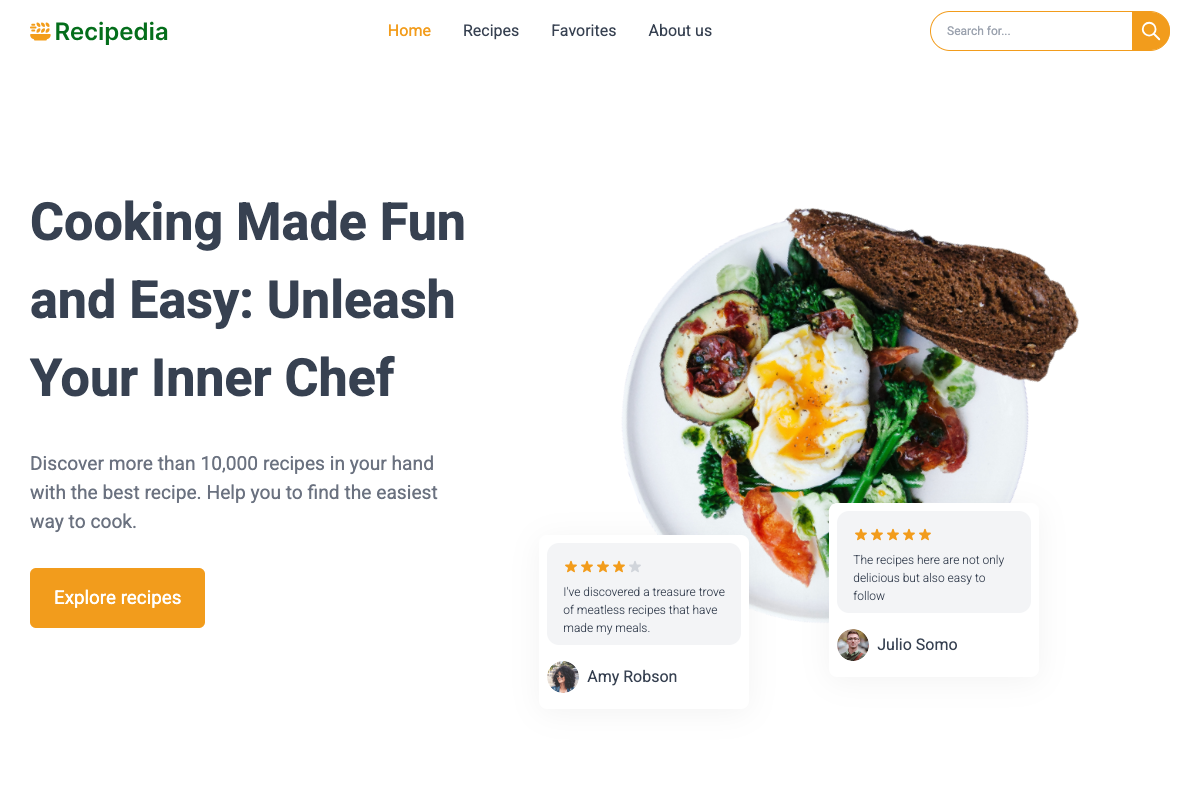 Recipedia
Home
Recipes
Favorites
About us
Search for...
Cooking Made Fun
and Easy: Unleash
Your Inner Chef
Discover more than 10,000 recipes in your hand
with the best recipe. Help you to find the easiest
way to cook.
Explore recipes
I've discovered a treasure trove
of meatless recipes that have
made my meals.
Amy Robson
The recipes here are not only
delicious but also easy to
follow
Julio Somo